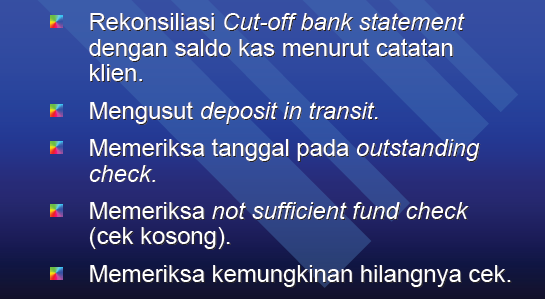 Rekonsiliasi Cut-off bank statement
dengan saldo kas menurut catatan
klien.
Mengusut deposit in transit.
Memeriksa tanggal pada outstanding
check.
Memeriksa not sufficient fund check
(cek kosong).
Memeriksa kemungkinan hilangnya cek.